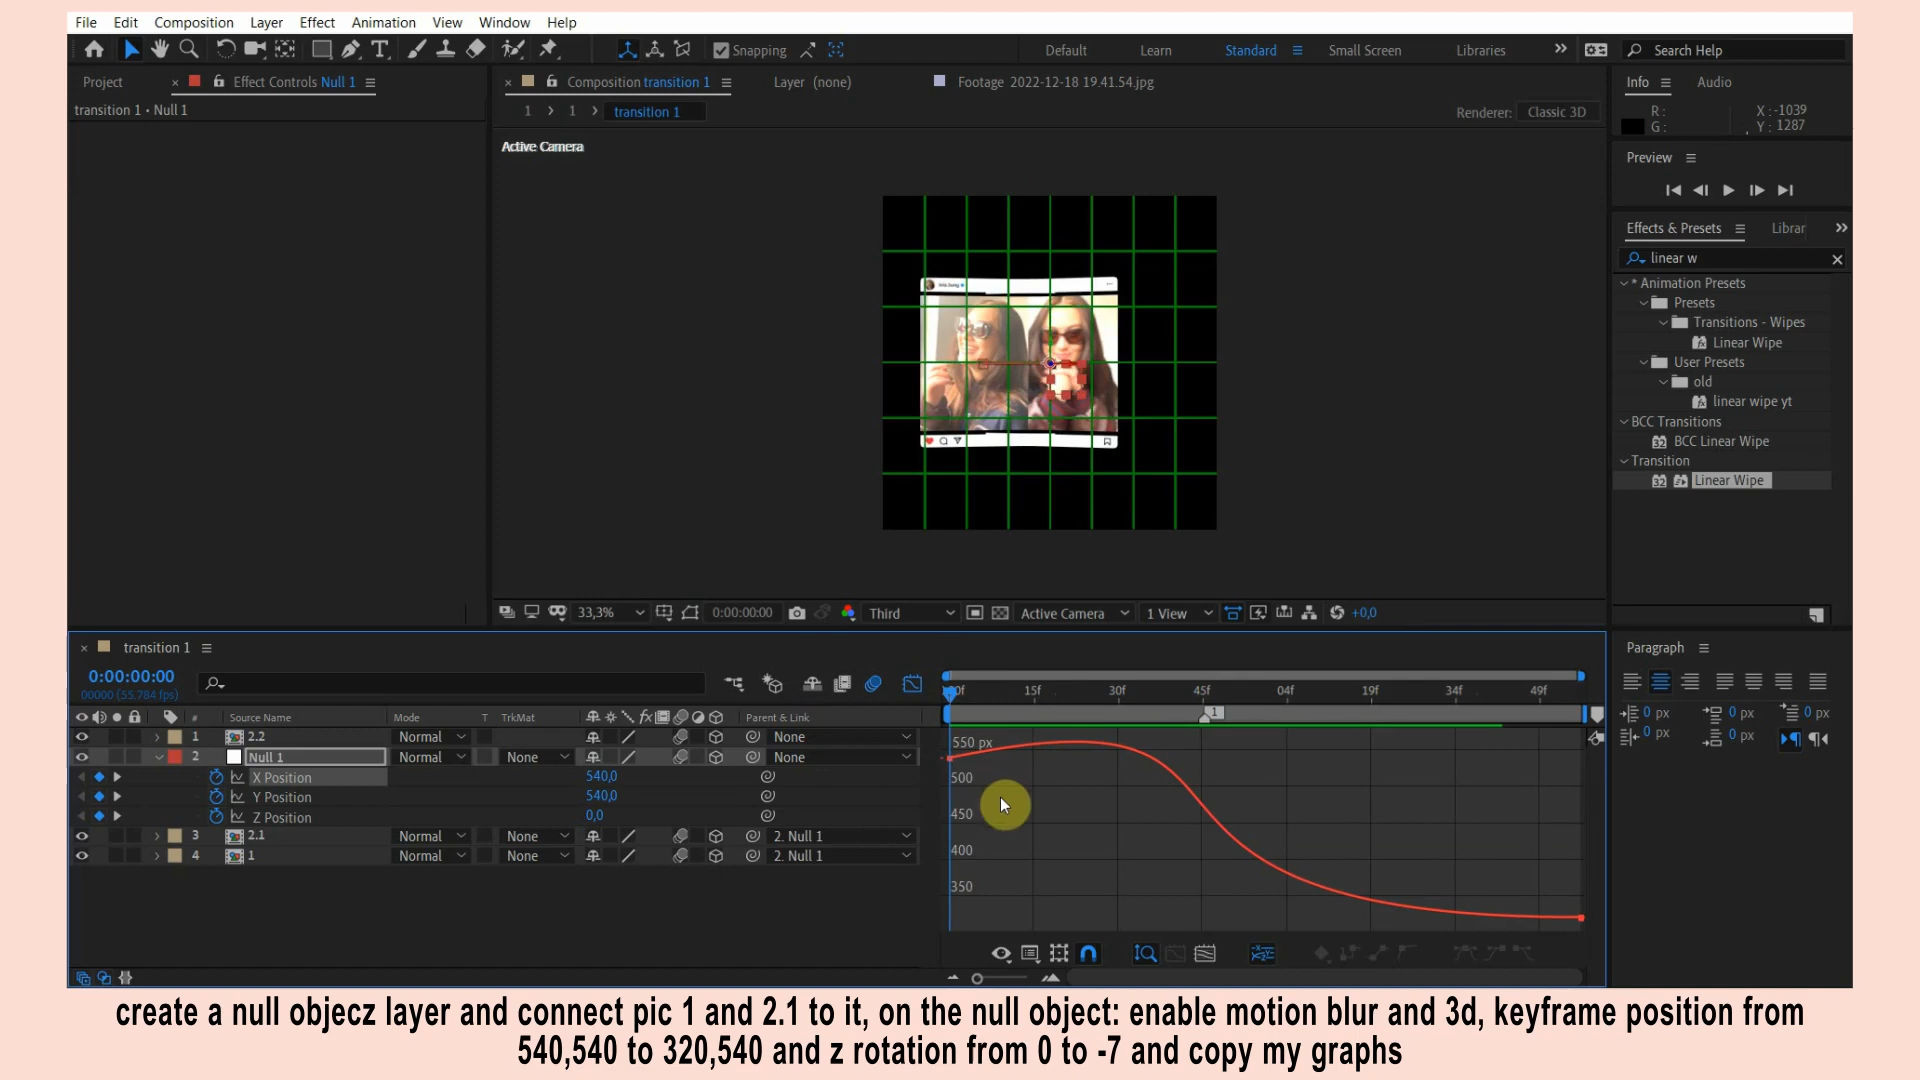 File Edit Composition Layer Effect Animation View Window Help
Snapping Default Learn Standard Small Screen Libraries Search Help
Project Effect Controls Null 1 Composition transition 1 Layer (none) Footage 2022-12-18 19.41.54.jpg Info Audio
transition 1 • Null 1 1 1 transition 1 Renderer: Classic 3D
R: X : -1039
G : Y : 1287
Active Camera
Preview
Effects & Presets Librar
linear w
* Animation Presets
Presets
Transitions - Wipes
Linear Wipe
User Presets
old
linear wipe yt
BCC Transitions
32 BCC Linear Wipe
Transition
32 Linear Wipe
33,3% 0:00:00:00 Third Active Camera 1 View +0,0
transition 1 Paragraph
0:00:00:00
00000 (55.784 fps)
00f 15f 30f 45f 04f 19f 34f 49f
# Source Name Mode T TrkMat fx Parent & Link 1
0 px 0 px 0 px
0 px 0 px
1 2.2 Normal None
2 Null 1 Normal None None
X Position 540,0
Y Position 540,0
Z Position 0,0
3 2.1 Normal None 2. Null 1
4 1 Normal None 2. Null 1
550 px
500
450
400
350
create a null objecz layer and connect pic 1 and 2.1 to it, on the null object: enable motion blur and 3d, keyframe position from
540,540 to 320,540 and z rotation from 0 to -7 and copy my graphs